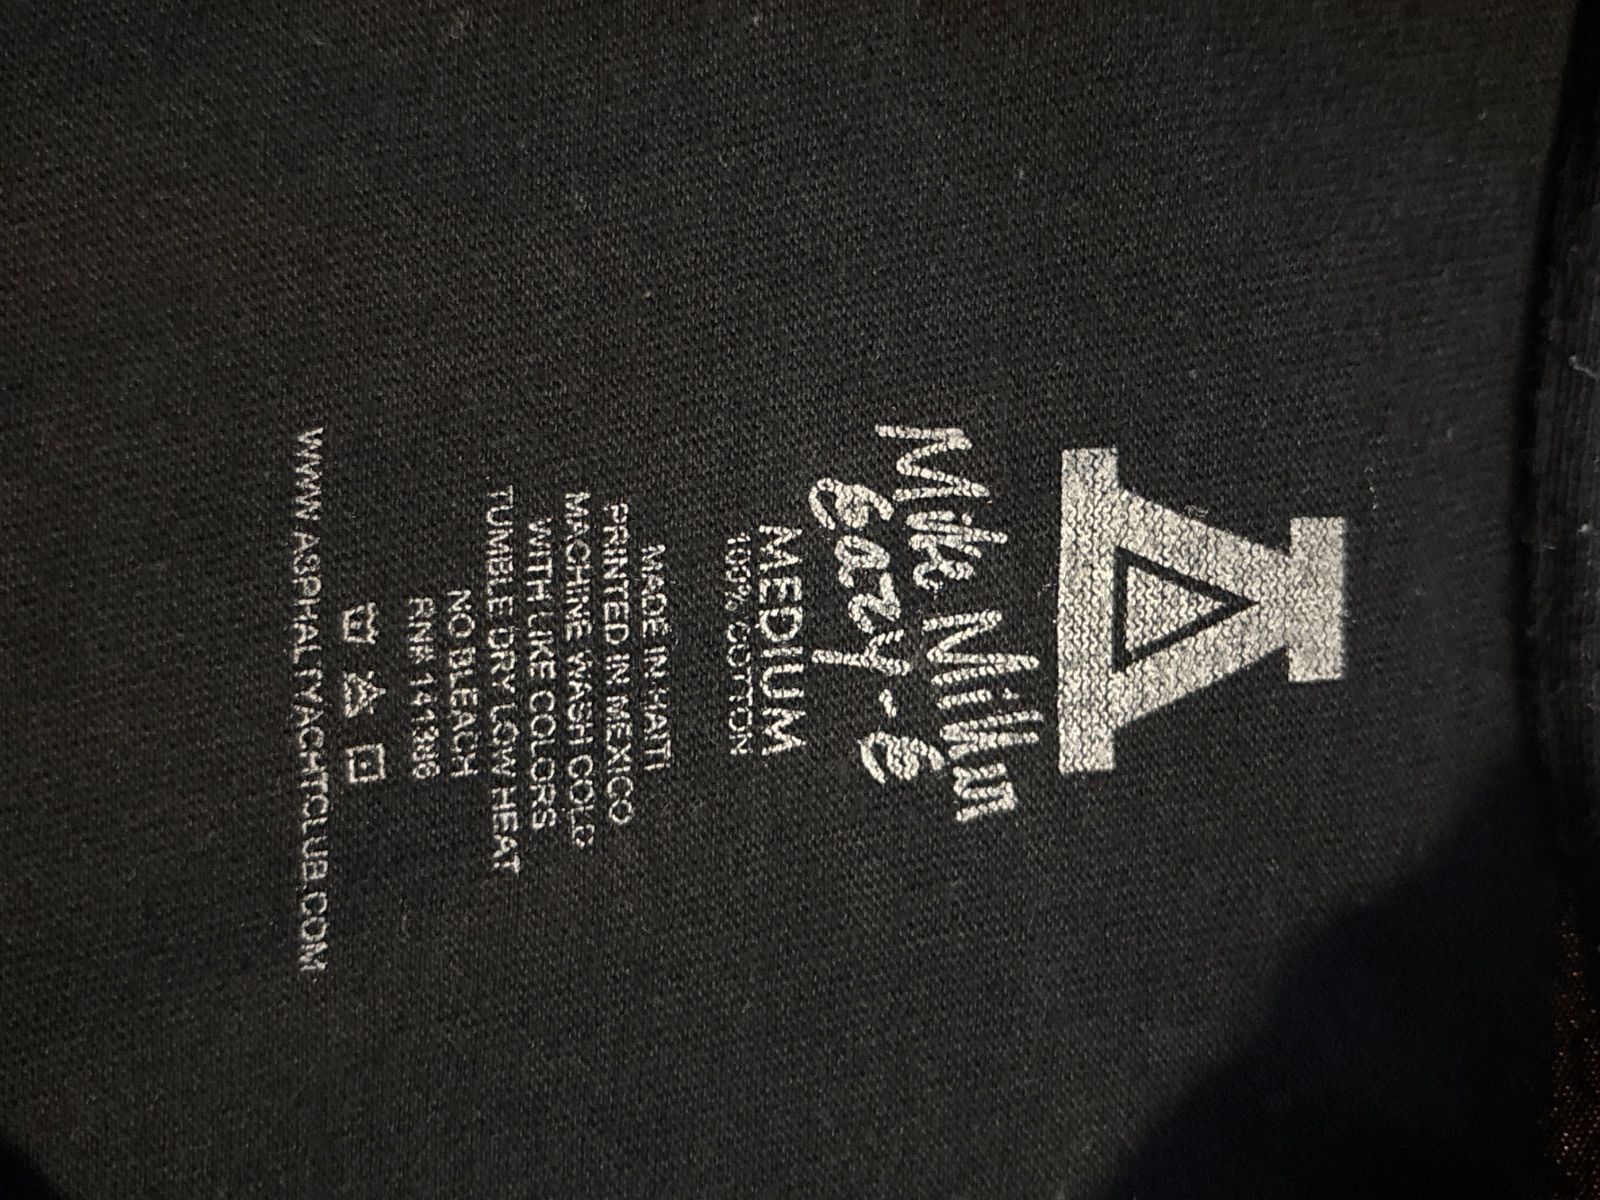 A
Mike Millan
Eazy-E
MEDIUM
100% COTTON
MADE IN HAITI
PRINTED IN MEXICO
MACHINE WASH COLD
WITH LIKE COLORS
TUMBLE DRY LOW HEAT
NO BLEACH
RN# 141386
WWW.ASPHALTYACHTCLUB.COM